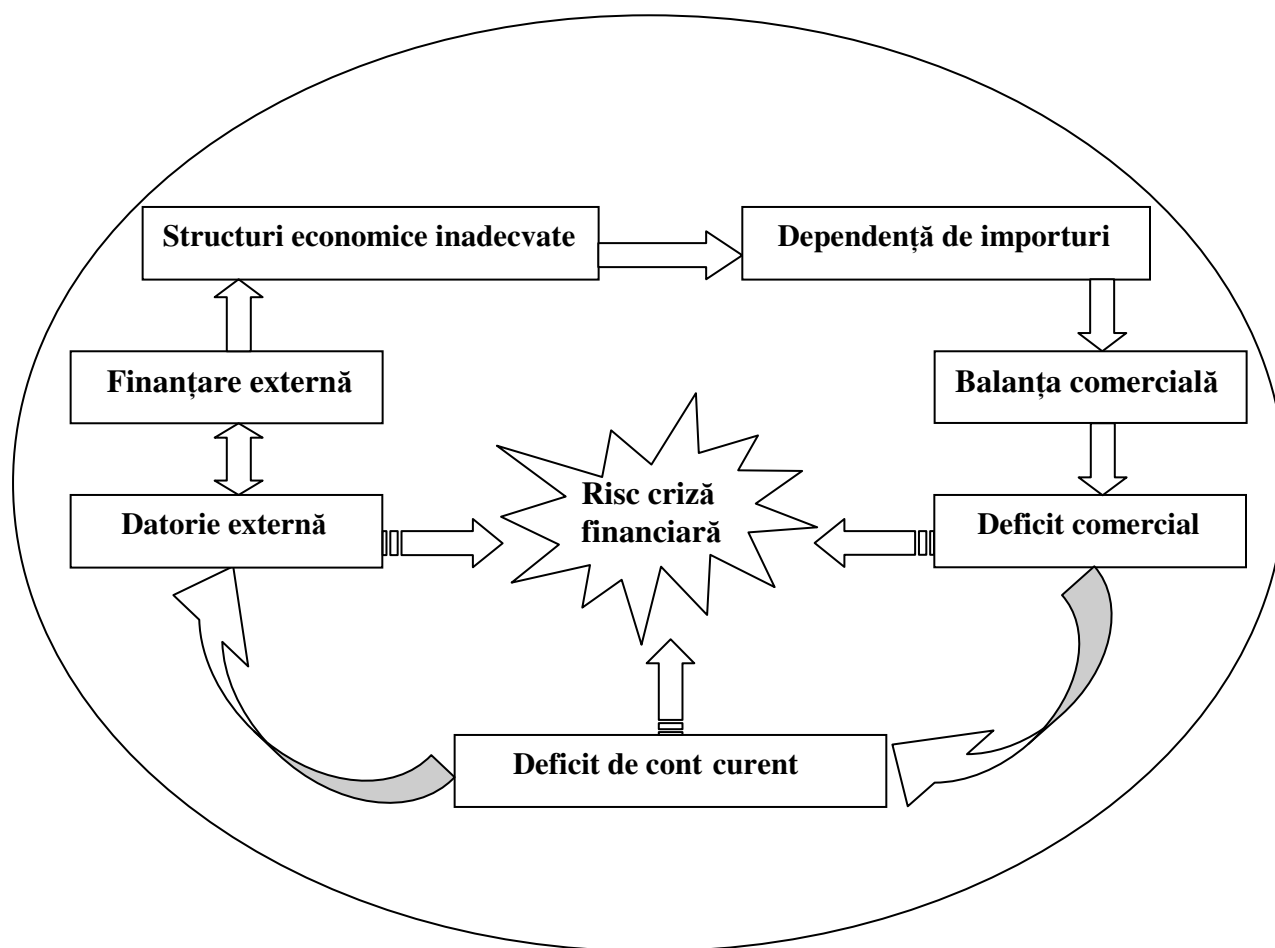 Structuri economice inadecvate
Dependență de importuri
Finanțare externă
Balanța comercială
Risc criză
financiară
Datorie externă
Deficit comercial
Deficit de cont curent